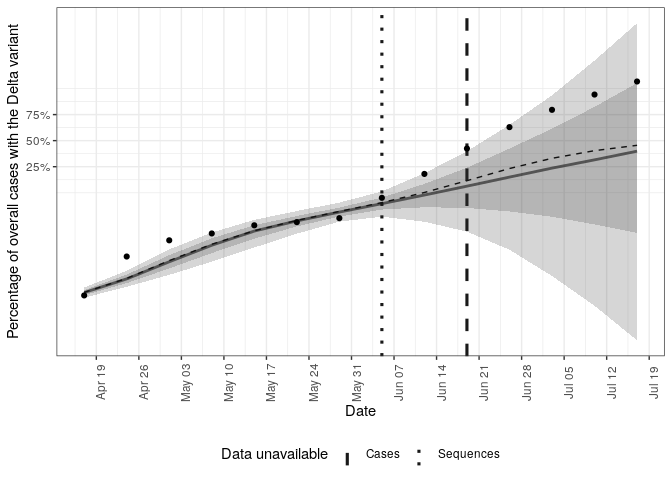 Percentage of overall cases with the Delta variant
75%
50%
25%
Apr 19
Apr 26
May 03
May 10
May 17
May 24
May 31
Jun 07
Jun 14
Jun 21
Jun 28
Jul 05
Jul 12
Jul 19
Date
Data unavailable Cases Sequences